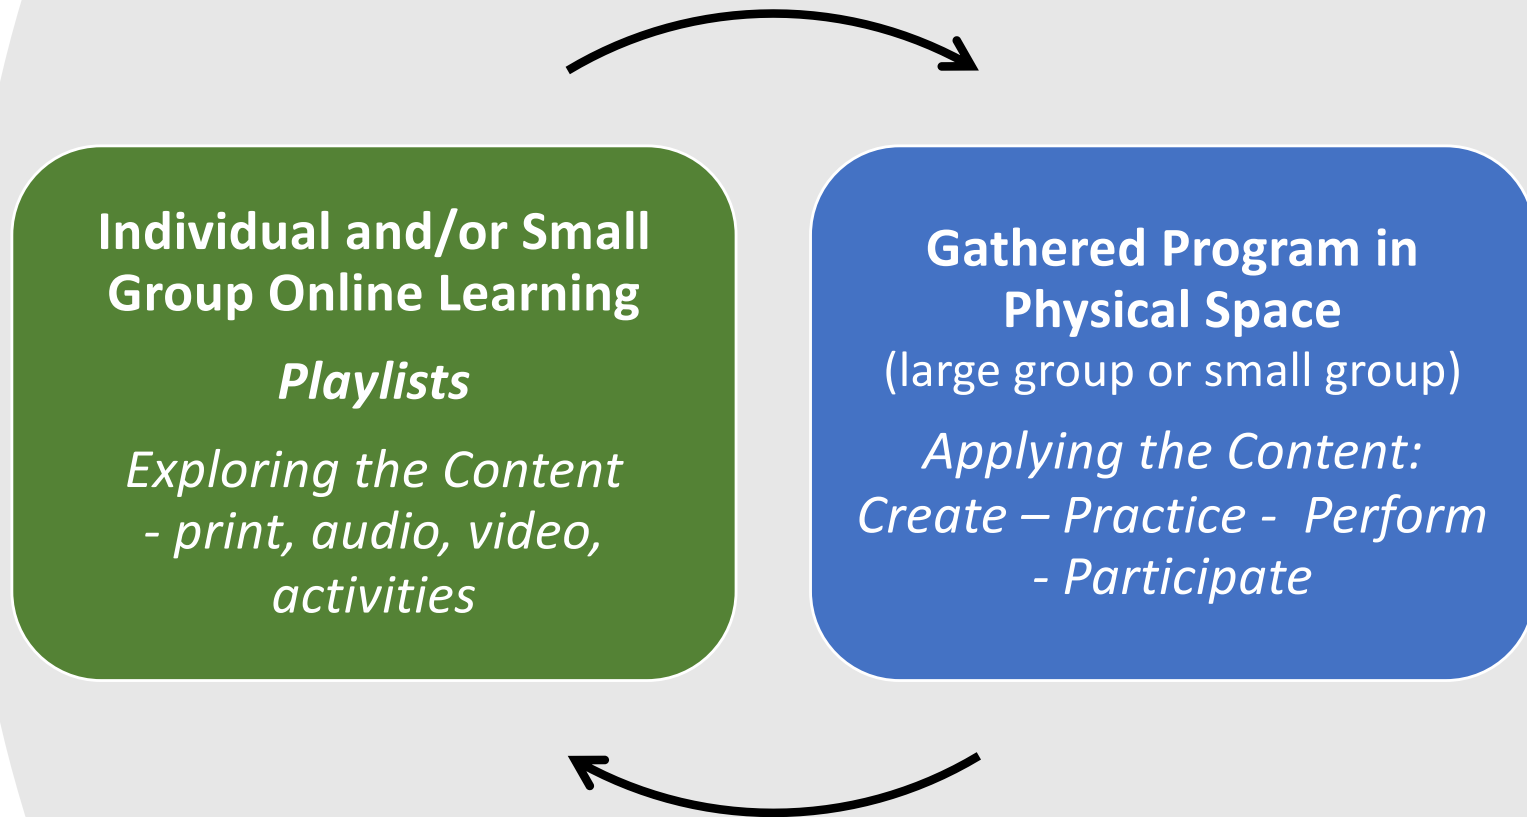 Individual and/or Small
Group Online Learning
Playlists
Exploring the Content
- print, audio, video,
activities
Gathered Program in
Physical Space
(large group or small group)
Applying the Content:
Create – Practice -  Perform
- Participate